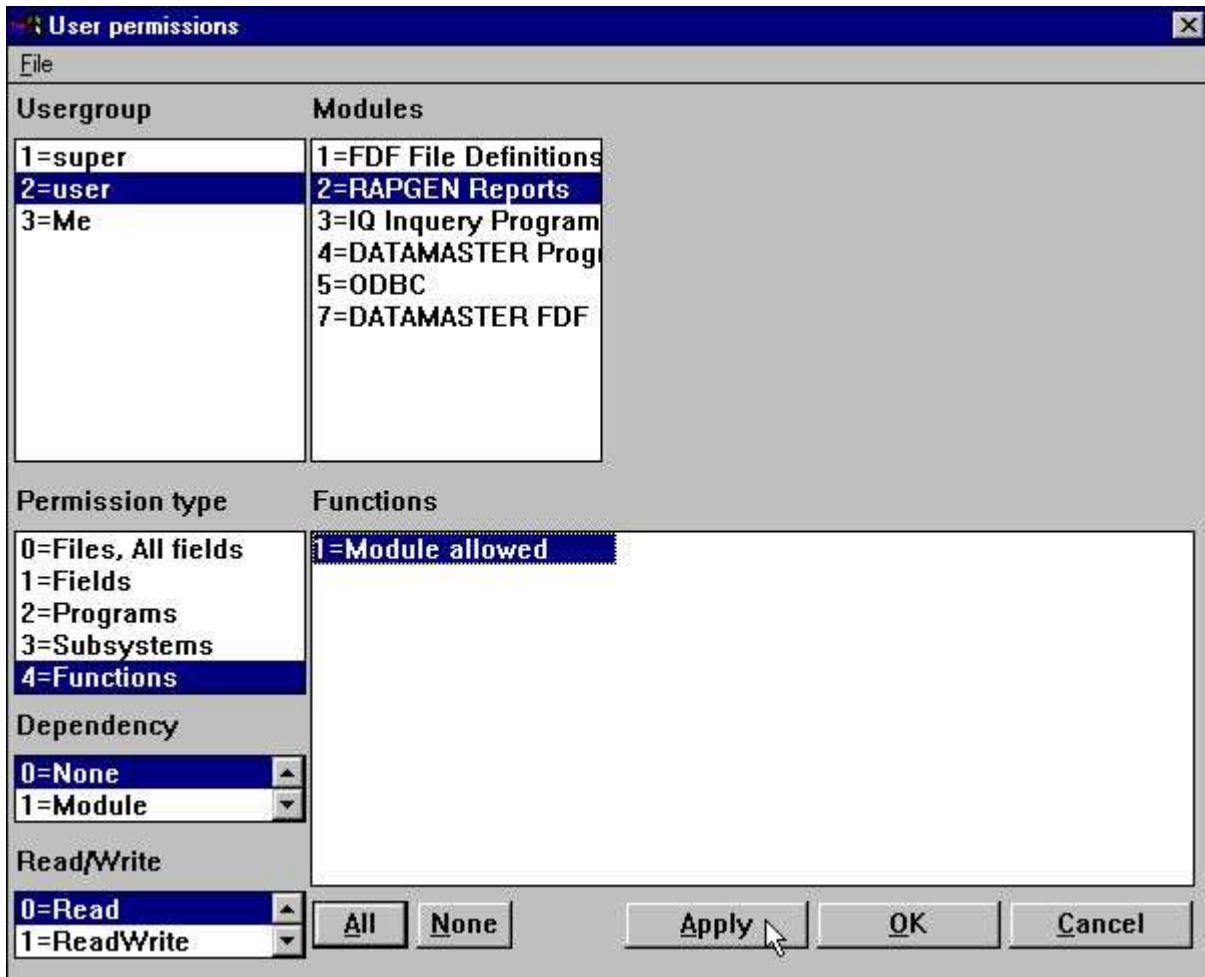 User permissions
File
Usergroup
Modules
1=super
2=user
3=Me
1=FDF File Definitions
2=RAPGEN Reports
3=IQ Inquery Program
4=DATAMASTER Progr
5=ODBC
7=DATAMASTER FDF
Permission type
Functions
0=Files, All fields
1=Fields
2=Programs
3=Subsystems
4=Functions
1=Module allowed
Dependency
0=None
1=Module
Read/Write
0=Read
1=ReadWrite
All
None
Apply
OK
Cancel